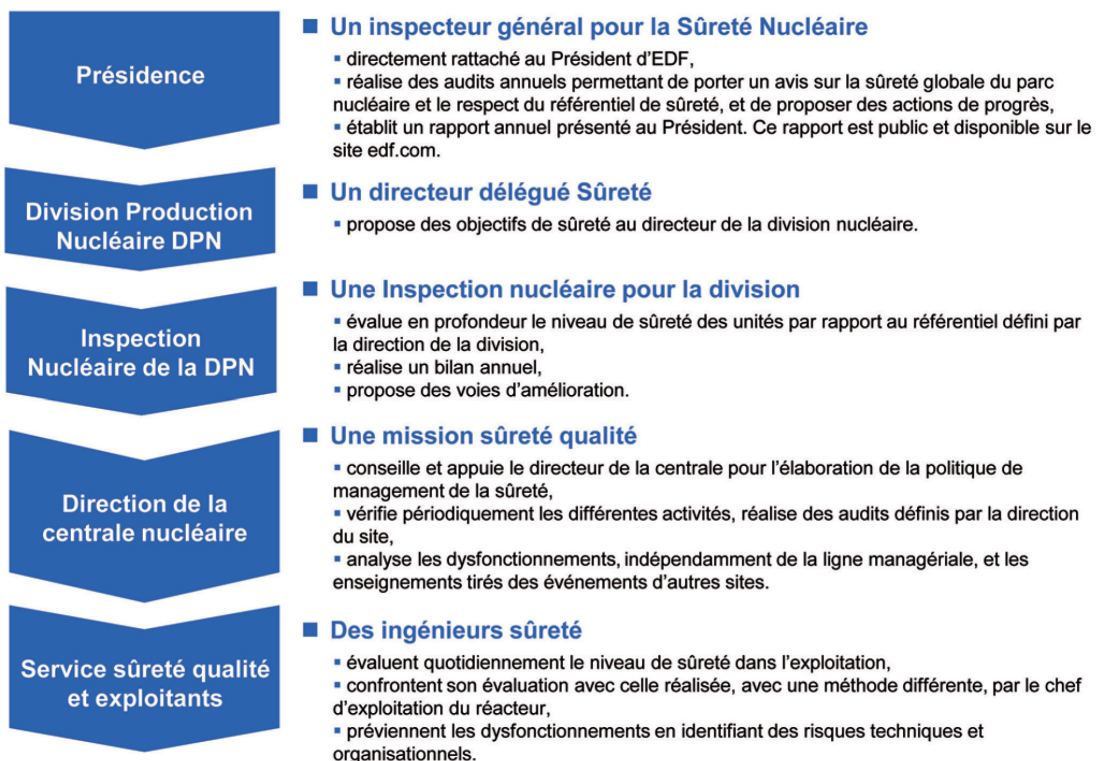 Présidence
■ Un inspecteur général pour la Sûreté Nucléaire
▪ directement rattaché au Président d'EDF,
▪ réalise des audits annuels permettant de porter un avis sur la sûreté globale du parc
nucléaire et le respect du référentiel de sûreté, et de proposer des actions de progrès,
▪ établit un rapport annuel présenté au Président. Ce rapport est public et disponible sur le
site edf.com.
Division Production
Nucléaire DPN
■ Un directeur délégué Sûreté
▪ propose des objectifs de sûreté au directeur de la division nucléaire.
Inspection
Nucléaire de la DPN
■ Une Inspection nucléaire pour la division
▪ évalue en profondeur le niveau de sûreté des unités par rapport au référentiel défini par
la direction de la division,
▪ réalise un bilan annuel,
▪ propose des voies d'amélioration.
Direction de la
centrale nucléaire
■ Une mission sûreté qualité
▪ conseille et appuie le directeur de la centrale pour l'élaboration de la politique de
management de la sûreté,
▪ vérifie périodiquement les différentes activités, réalise des audits définis par la direction
du site,
▪ analyse les dysfonctionnements, indépendamment de la ligne managériale, et les
enseignements tirés des événements d'autres sites.
Service sûreté qualité
et exploitants
■ Des ingénieurs sûreté
▪ évaluent quotidiennement le niveau de sûreté dans l'exploitation,
▪ confrontent son évaluation avec celle réalisée, avec une méthode différente, par le chef
d'exploitation du réacteur,
▪ préviennent les dysfonctionnements en identifiant des risques techniques et
organisationnels.